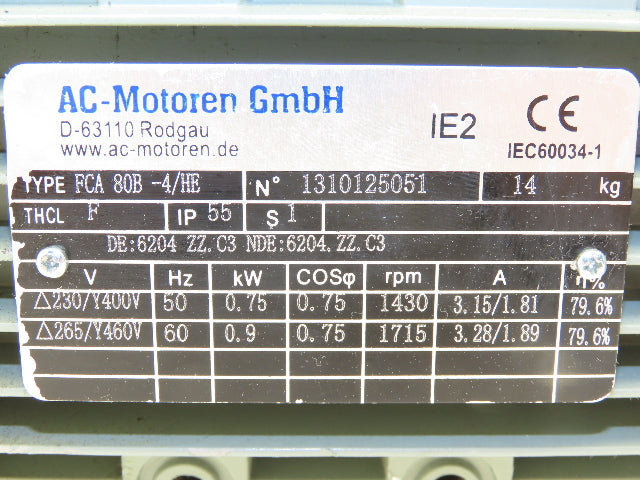 AC-Motoren GmbH
D-63110 Rodgau
www.ac-motoren.de
IE2
CE
IEC60034-1
TYPE FCA 80B -4/HE N° 1310125051 14 kg
THCL F IP 55 S 1
DE:6204 ZZ.C3 NDE:6204.ZZ.C3
V Hz kW COSφ rpm A η%
△230/Y400V 50 0.75 0.75 1430 3.15/1.81 79.6%
△265/Y460V 60 0.9 0.75 1715 3.28/1.89 79.6%